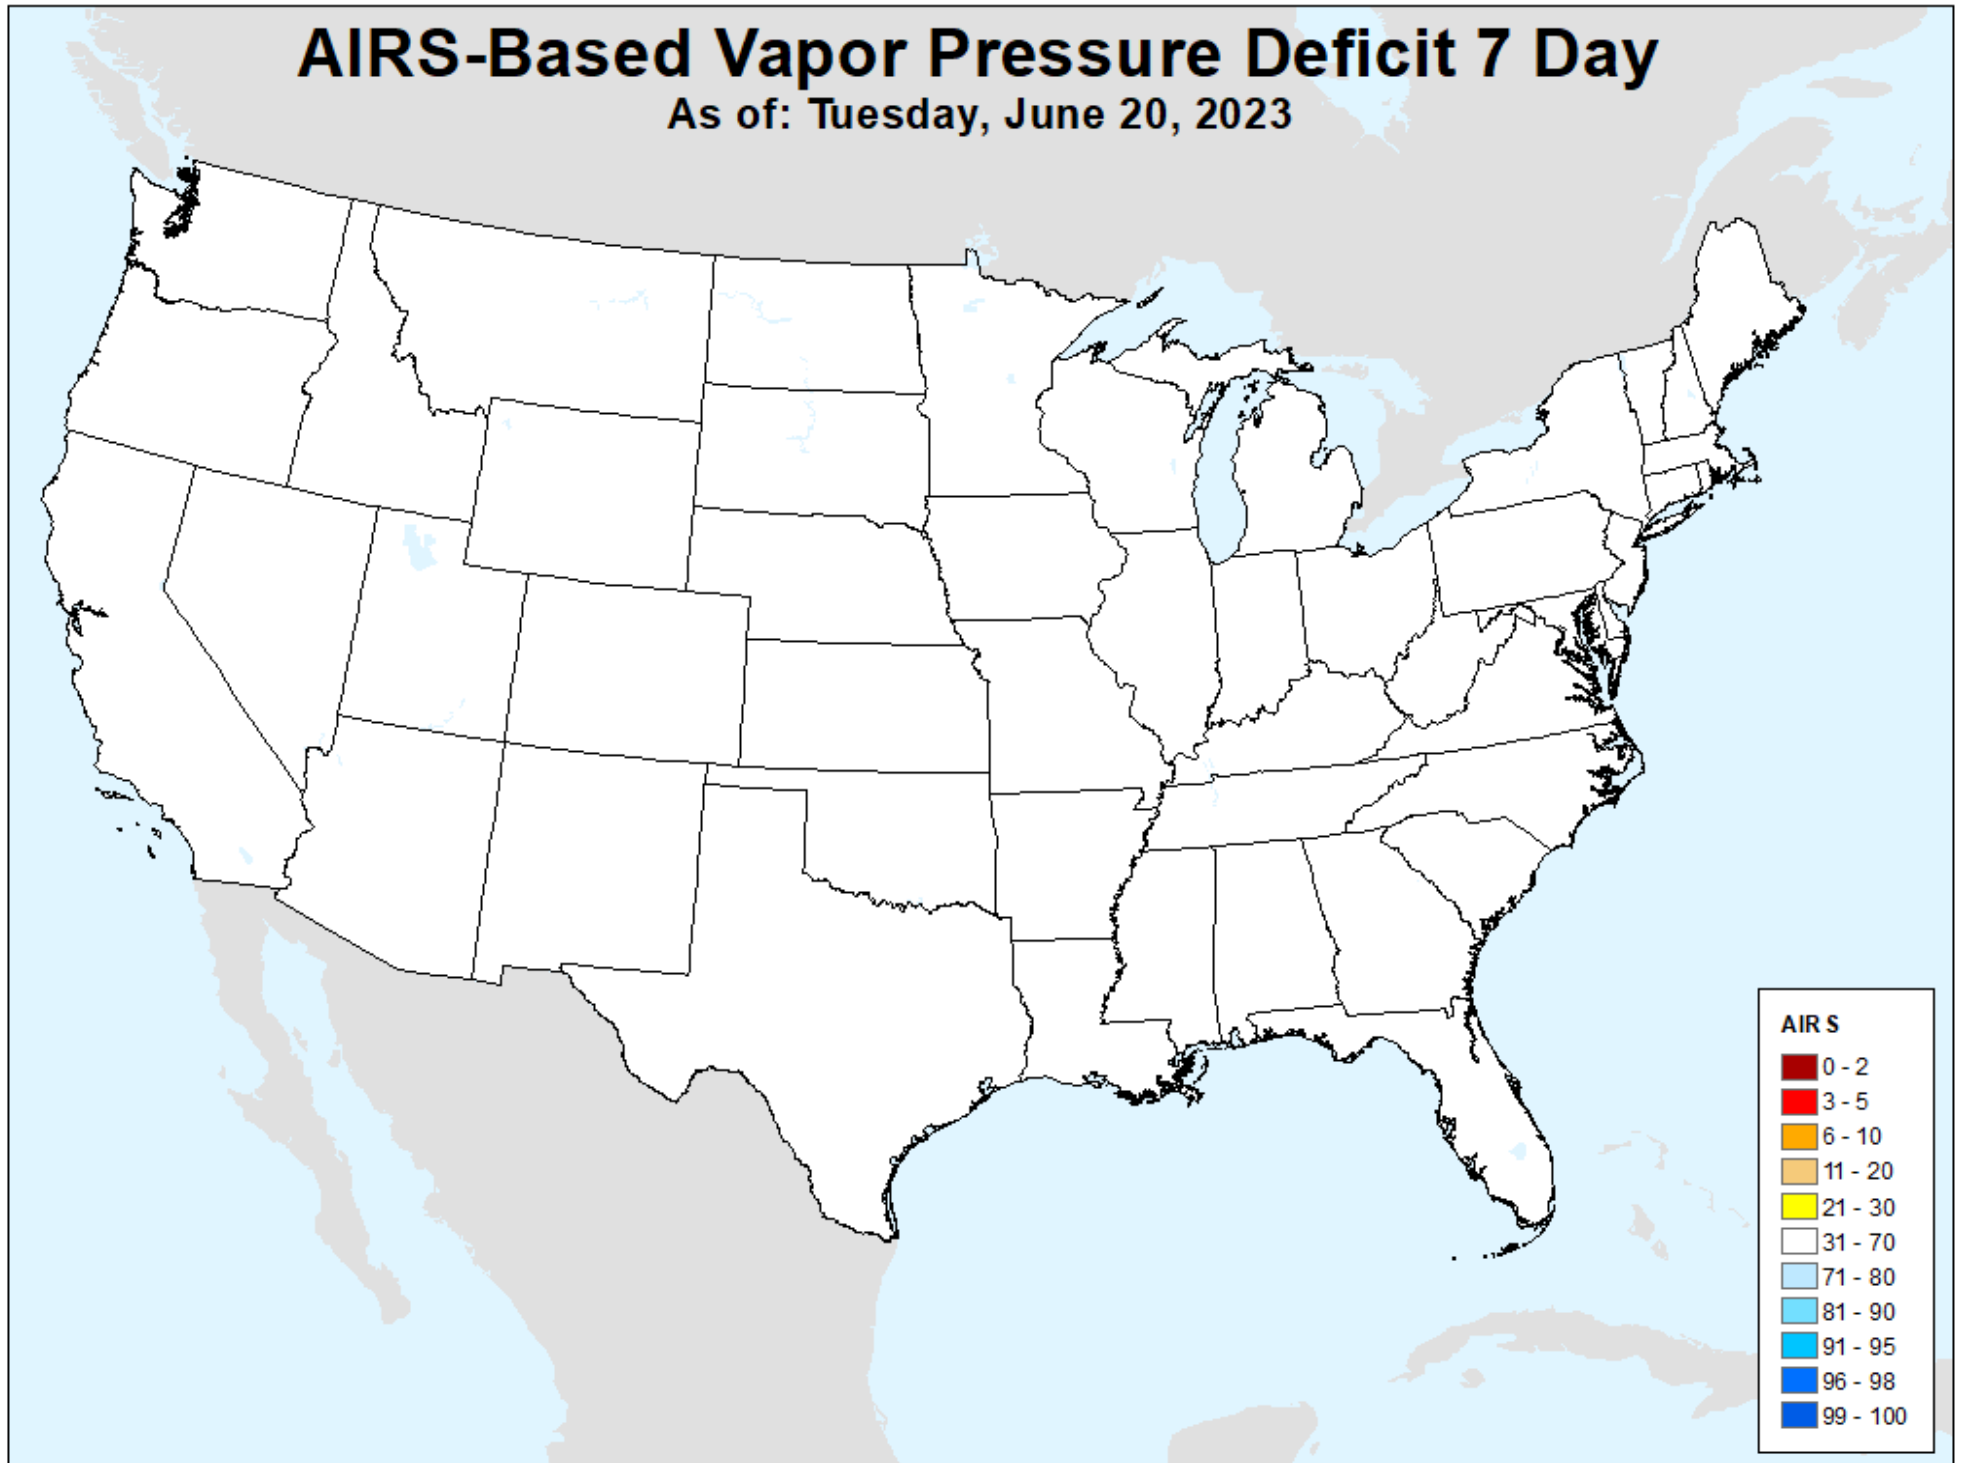 AIRS-Based Vapor Pressure Deficit 7 Day
As of: Tuesday, June 20, 2023
AIRS
0 - 2
3 - 5
6 - 10
11 - 20
21 - 30
31 - 70
71 - 80
81 - 90
91 - 95
96 - 98
99 - 100